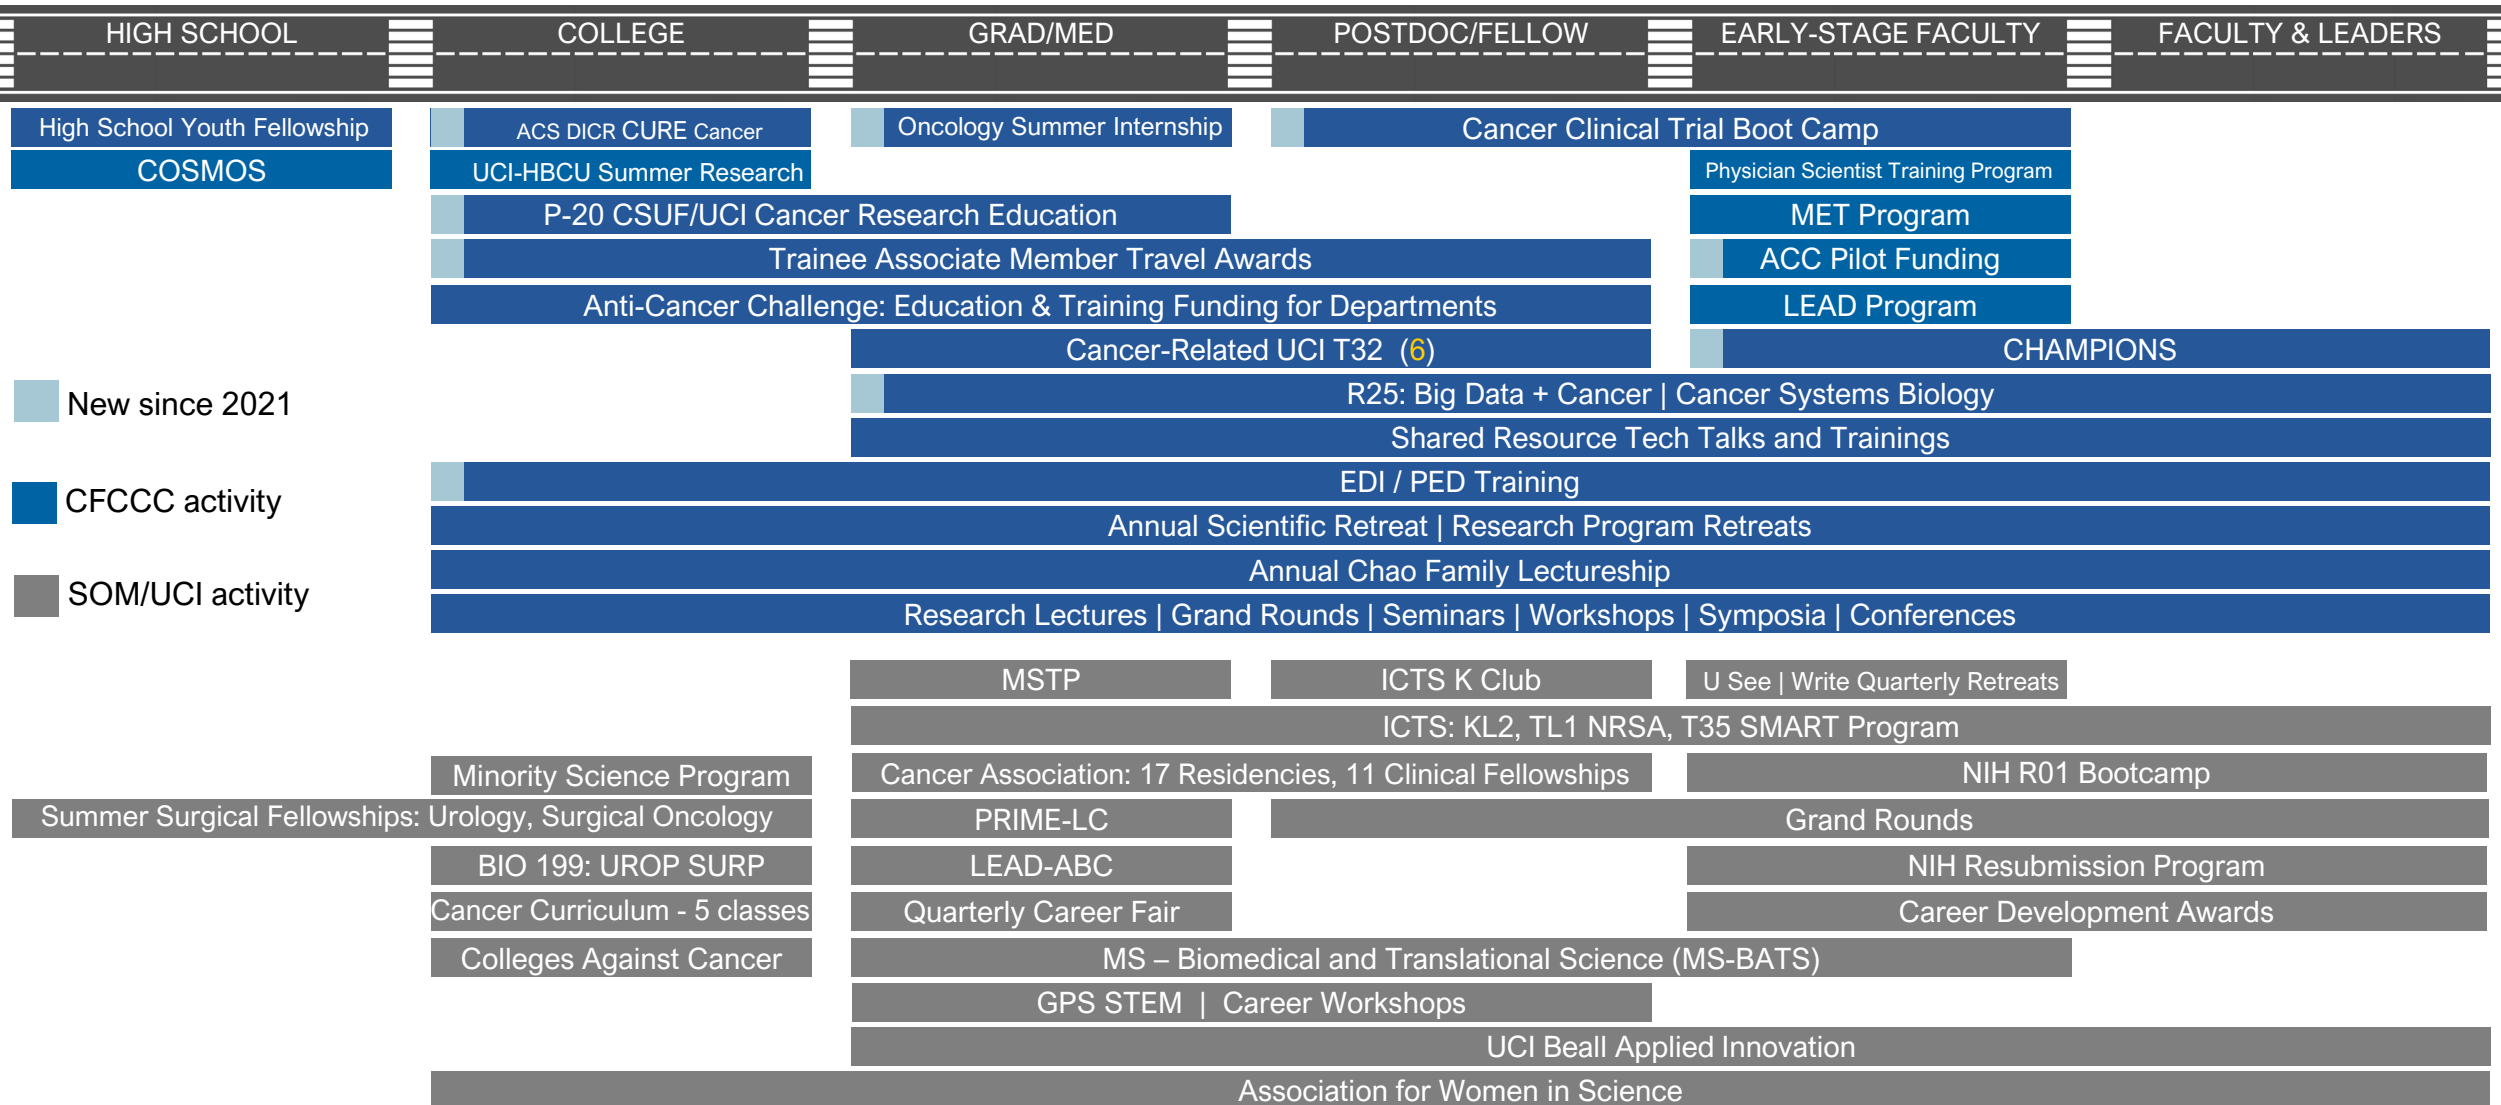 HIGH SCHOOL
COLLEGE
GRAD/MED
POSTDOC/FELLOW
EARLY-STAGE FACULTY
FACULTY & LEADERS
High School Youth Fellowship
ACS DICR CURE Cancer
Oncology Summer Internship
Cancer Clinical Trial Boot Camp
COSMOS
UCI-HBCU Summer Research
Physician Scientist Training Program
P-20 CSUF/UCI Cancer Research Education
MET Program
Trainee Associate Member Travel Awards
ACC Pilot Funding
Anti-Cancer Challenge: Education & Training Funding for Departments
LEAD Program
Cancer-Related UCI T32 (6)
CHAMPIONS
R25: Big Data + Cancer | Cancer Systems Biology
New since 2021
Shared Resource Tech Talks and Trainings
EDI / PED Training
CFCCC activity
Annual Scientific Retreat | Research Program Retreats
Annual Chao Family Lectureship
SOM/UCI activity
Research Lectures | Grand Rounds | Seminars | Workshops | Symposia | Conferences
MSTP
ICTS K Club
U See | Write Quarterly Retreats
ICTS: KL2, TL1 NRSA, T35 SMART Program
Minority Science Program
Cancer Association: 17 Residencies, 11 Clinical Fellowships
NIH R01 Bootcamp
Summer Surgical Fellowships: Urology, Surgical Oncology
PRIME-LC
Grand Rounds
BIO 199: UROP SURP
LEAD-ABC
NIH Resubmission Program
Cancer Curriculum - 5 classes
Quarterly Career Fair
Career Development Awards
Colleges Against Cancer
MS – Biomedical and Translational Science (MS-BATS)
GPS STEM | Career Workshops
UCI Beall Applied Innovation
Association for Women in Science